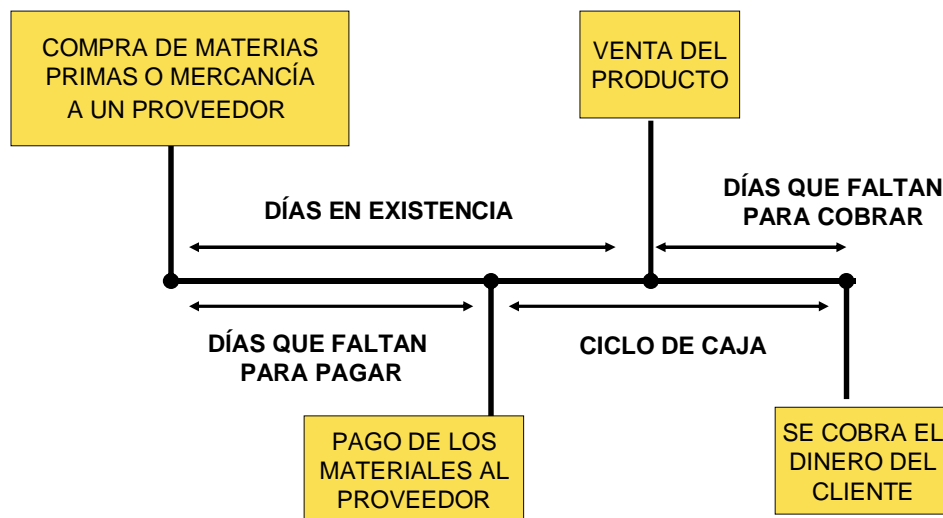 COMPRA DE MATERIAS
PRIMAS O MERCANCÍA
A UN PROVEEDOR
VENTA DEL
PRODUCTO
DÍAS EN EXISTENCIA
DÍAS QUE FALTAN
PARA COBRAR
DÍAS QUE FALTAN
PARA PAGAR
CICLO DE CAJA
PAGO DE LOS
MATERIALES AL
PROVEEDOR
SE COBRA EL
DINERO DEL
CLIENTE